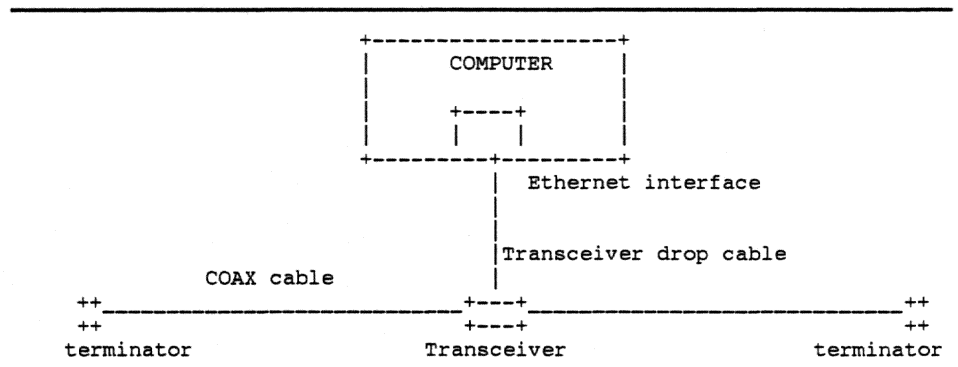 COMPUTER
Ethernet interface
Transceiver drop cable
COAX cable
terminator Transceiver terminator